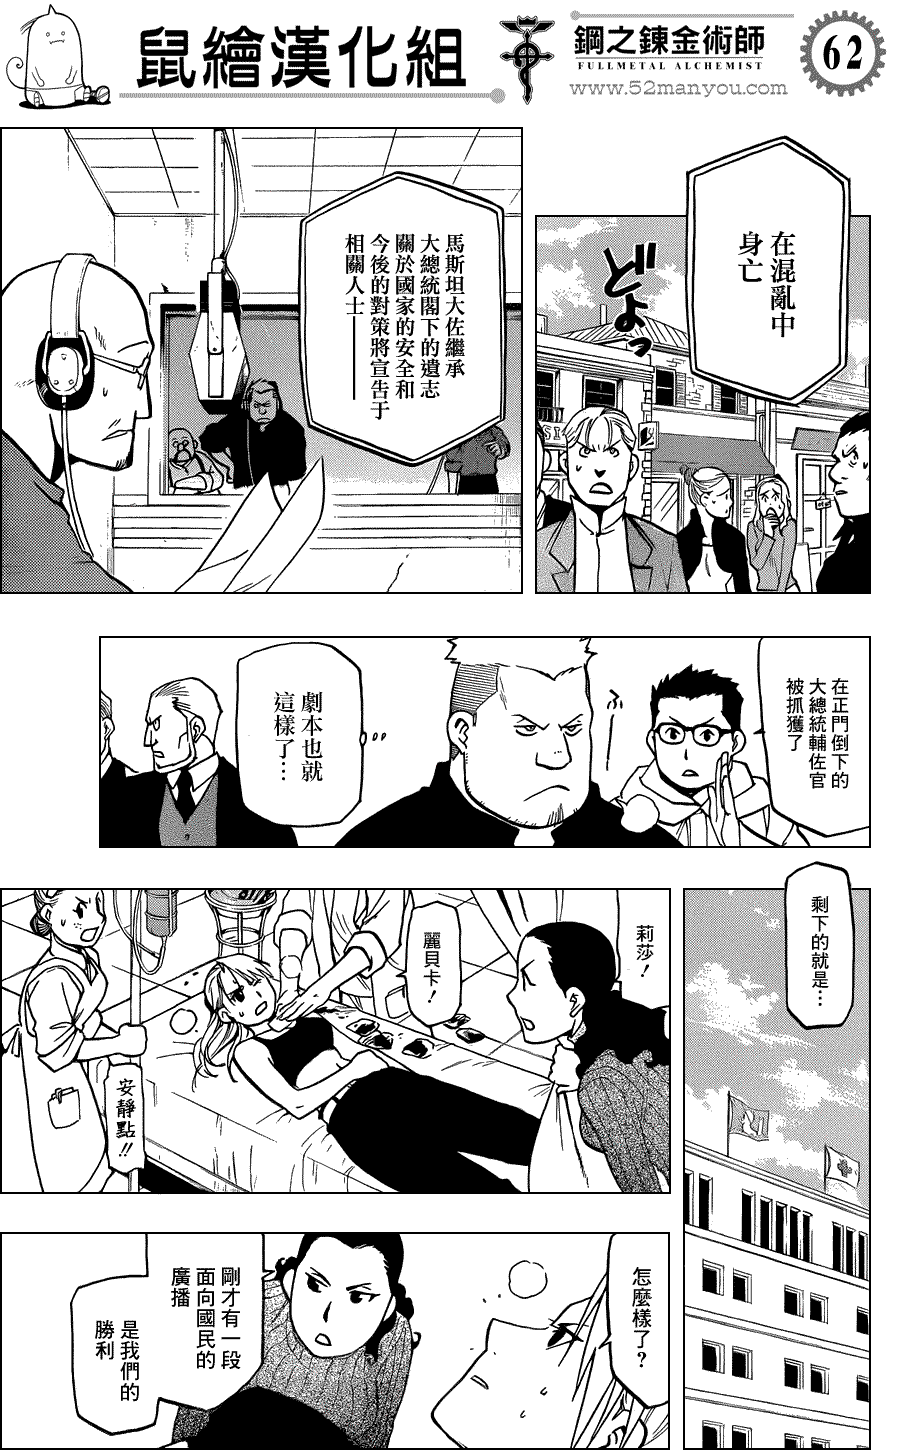 鼠繪漢化組
鋼之鍊金術師
FULLMETAL ALCHEMIST
www.52manyou.com
62
在混亂中
身亡
どよっ
馬斯坦大佐繼承
大總統閣下的遺志
關於國家的安全和
今後的對策將宣告于
相關人士——
在正門倒下的
大總統輔佐官
被抓獲了
ふぅ
劇本也就
這樣了…
剩下的就是…
莉莎！
麗貝卡！
安靜點!!
怎麼樣了？
剛才有一段
面向國民的
廣播
是我們的
勝利